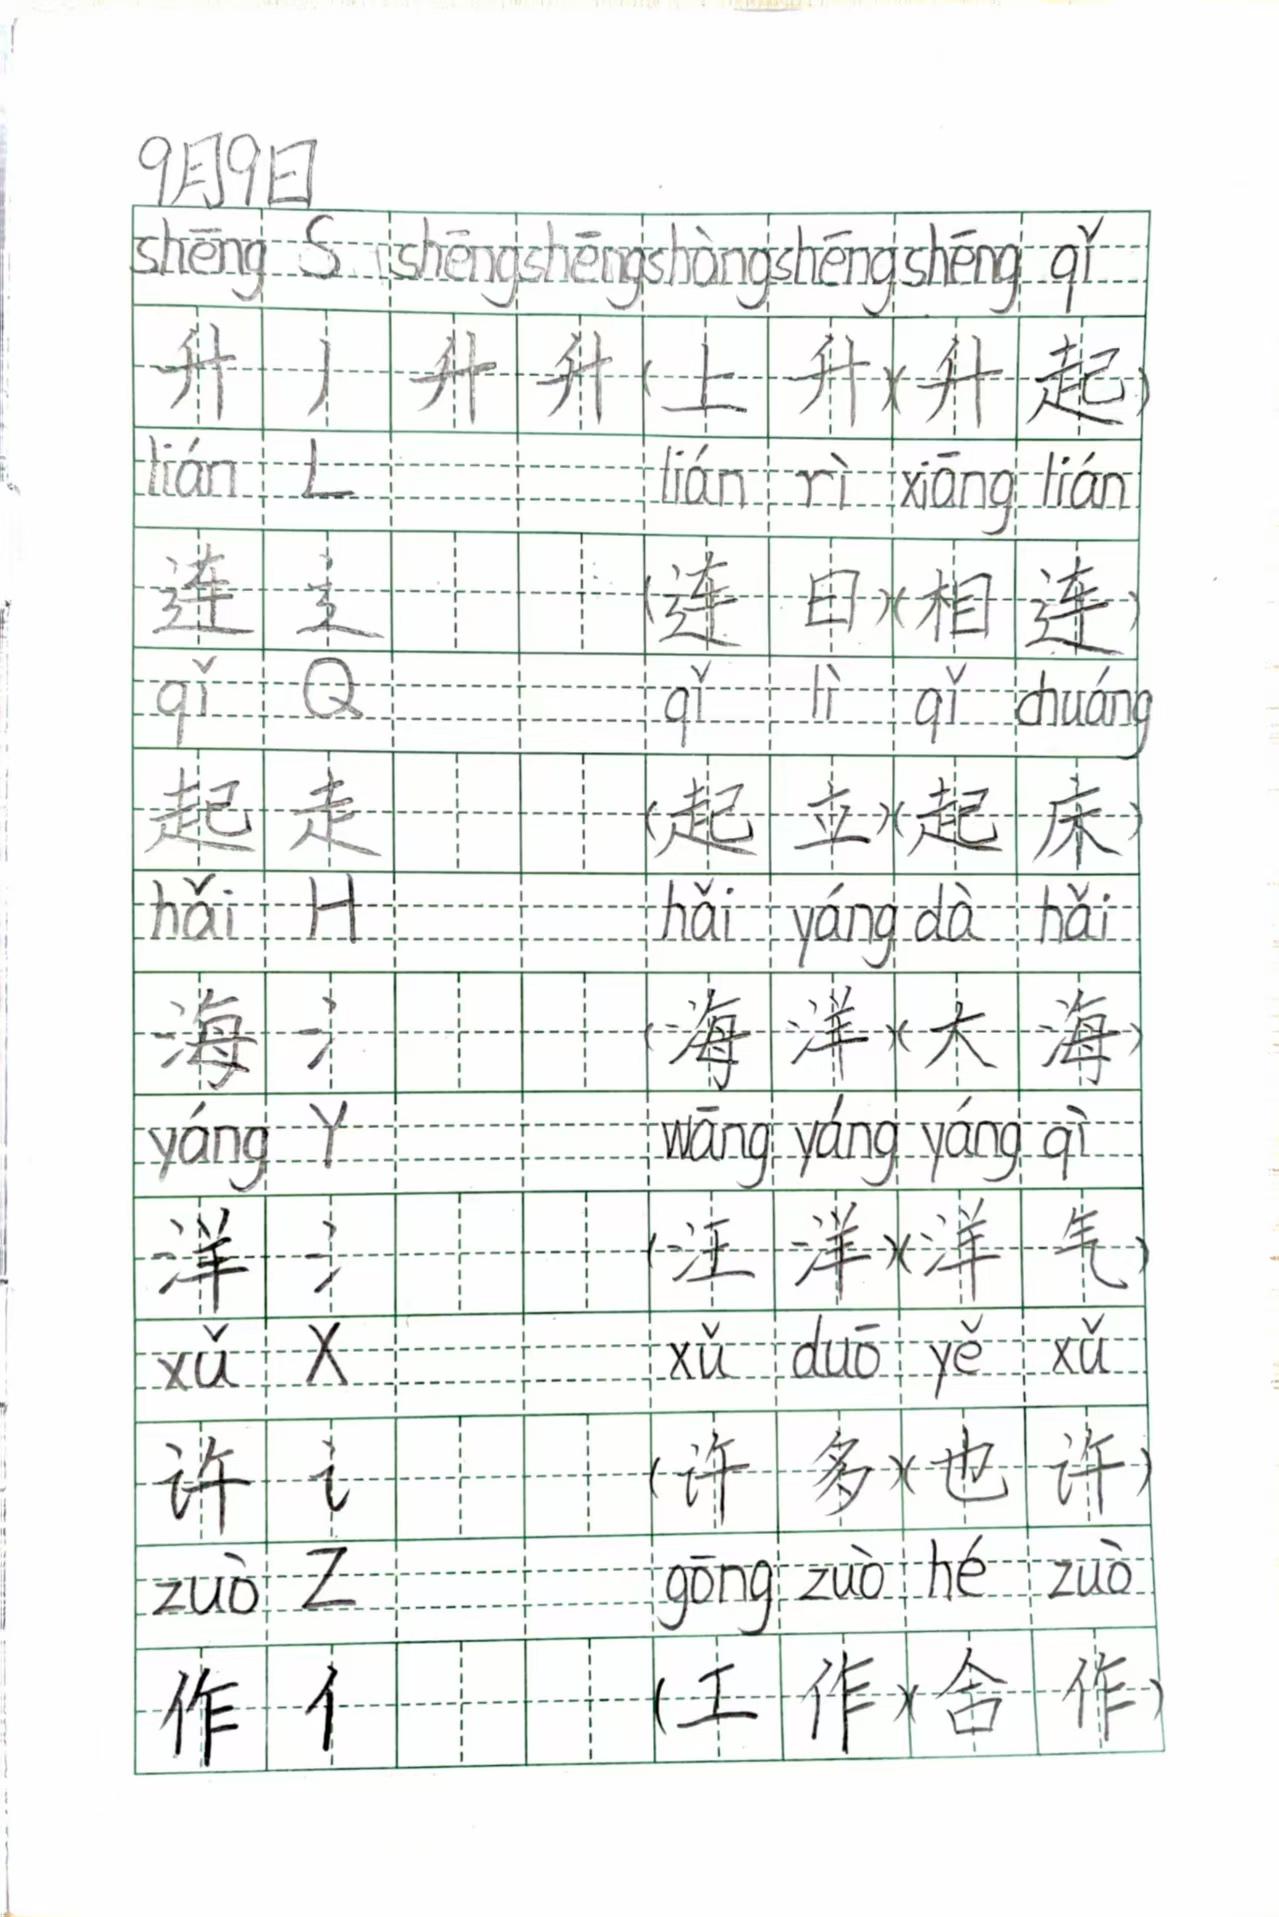 9月9日
shēng S shēng shēng shàng shēng shēng qǐ
升 丿 升 升 (上 升)(升 起)
lián L lián rì xiāng lián
连 辶 (连 日)(相 连)
qǐ Q qǐ lì qǐ chuáng
起 走 (起 立)(起 床)
hǎi H hǎi yáng dà hǎi
海 氵 (海 洋)(大 海)
yáng Y wāng yáng yáng qì
洋 氵 (汪 洋)(洋 气)
xǔ X xǔ duō yě xǔ
许 讠 (许 多)(也 许)
zuò Z gōng zuò hé zuò
作 亻 (工 作)(合 作)